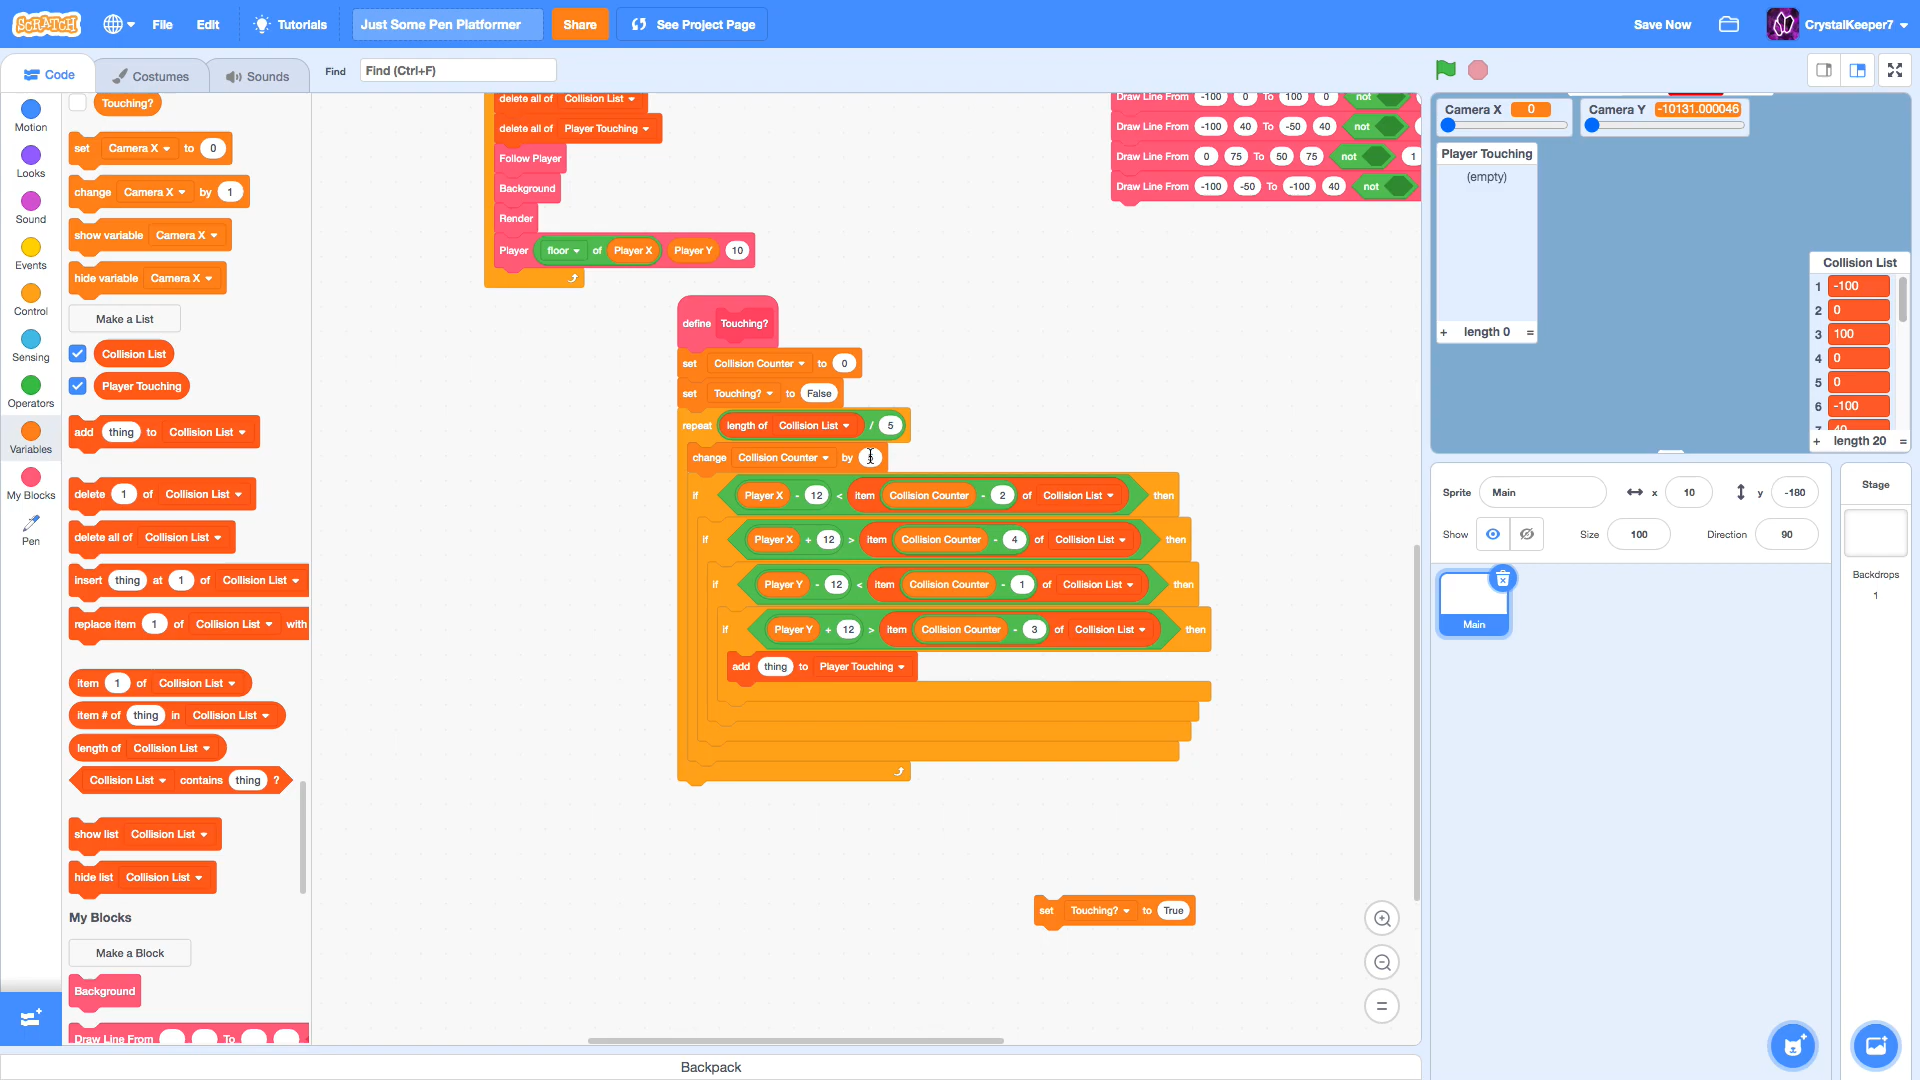 SCRATCH File Edit Tutorials Just Some Pen Platformer Share See Project Page Save Now CrystalKeeper7
Code Costumes Sounds Find Find (Ctrl+F)
Motion
Looks
Sound
Events
Control
Sensing
Operators
Variables
My Blocks
Pen
Touching?
set Camera X to 0
change Camera X by 1
show variable Camera X
hide variable Camera X
Make a List
Collision List
Player Touching
add thing to Collision List
delete 1 of Collision List
delete all of Collision List
insert thing at 1 of Collision List
replace item 1 of Collision List with
item 1 of Collision List
item # of thing in Collision List
length of Collision List
Collision List contains thing ?
show list Collision List
hide list Collision List
My Blocks
Make a Block
Background
Draw Line From To
delete all of Collision List
delete all of Player Touching
Follow Player
Background
Render
Player floor of Player X Player Y 10
Draw Line From -100 0 To 100 0 not
Draw Line From -100 40 To -50 40 not
Draw Line From 0 75 To 50 75 not 1
Draw Line From -100 -50 To -100 40 not
define Touching?
set Collision Counter to 0
set Touching? to False
repeat length of Collision List / 5
change Collision Counter by
if Player X - 12 < item Collision Counter - 2 of Collision List then
if Player X + 12 > item Collision Counter - 4 of Collision List then
if Player Y - 12 < item Collision Counter - 1 of Collision List then
if Player Y + 12 > item Collision Counter - 3 of Collision List then
add thing to Player Touching
set Touching? to True
Backpack
Camera X 0 Camera Y -10131.000046
Player Touching
(empty)
+ length 0 =
Collision List
1 -100
2 0
3 100
4 0
5 0
6 -100
7 40
+ length 20 =
Sprite Main x 10 y -180
Show Size 100 Direction 90
Main
Stage
Backdrops
1